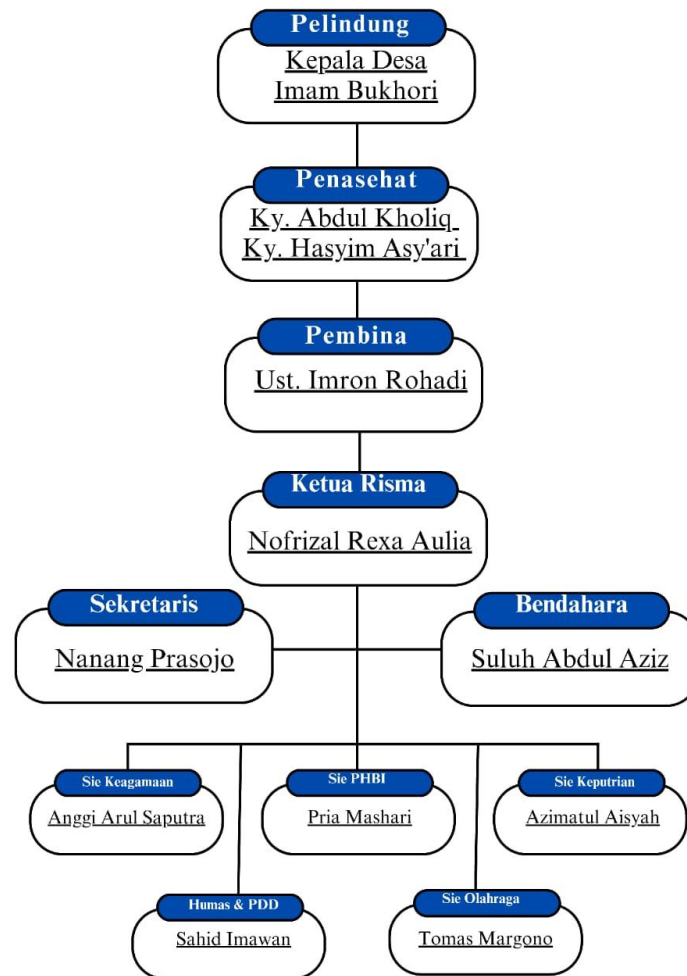 Pelindung
Kepala Desa
Imam Bukhori
Penasehat
Ky. Abdul Kholiq
Ky. Hasyim Asy'ari
Pembina
Ust. Imron Rohadi
Ketua Risma
Nofrizal Rexa Aulia
Sekretaris
Nanang Prasojo
Bendahara
Suluh Abdul Aziz
Sie Keagamaan
Anggi Arul Saputra
Sie PHBI
Pria Mashari
Sie Keputrian
Azimatul Aisyah
Humas & PDD
Sahid Imawan
Sie Olahraga
Tomas Margono